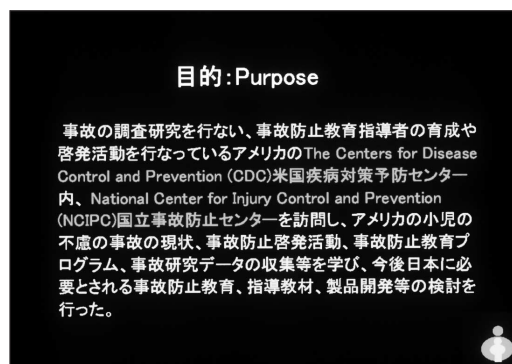 目的:Purpose
事故の調査研究を行ない、事故防止教育指導者の育成や
啓発活動を行なっているアメリカのThe Centers for Disease
Control and Prevention (CDC)米国疾病対策予防センター
内、National Center for Injury Control and Prevention
(NCIPC)国立事故防止センターを訪問し、アメリカの小児の
不慮の事故の現状、事故防止啓発活動、事故防止教育プ
ログラム、事故研究データの収集等を学び、今後日本に必
要とされる事故防止教育、指導教材、製品開発等の検討を
行った。